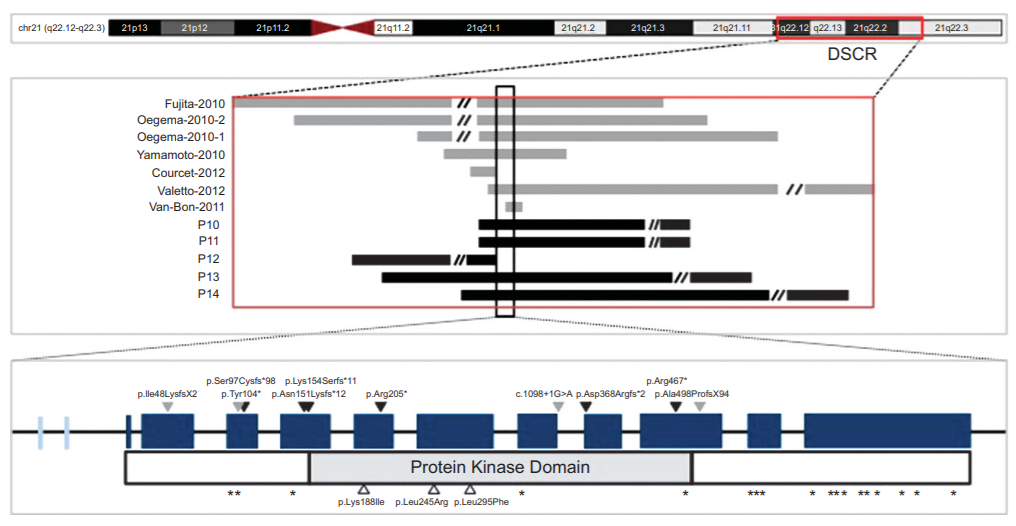 chr21 (q22.12-q22.3) 21p13 21p12 21p11.2 21q11.2 21q21.1 21q21.2 21q21.3 21q21.11 21q22.12 q22.13 21q22.2 21q22.3
DSCR
Fujita-2010
Oegema-2010-2
Oegema-2010-1
Yamamoto-2010
Courcet-2012
Valetto-2012
Van-Bon-2011
P10
P11
P12
P13
P14
p.Ser97Cysfs*98 p.Lys154Serfs*11 p.Arg467*
p.Ile48LysfsX2 p.Tyr104* p.Asn151Lysfs*12 p.Arg205* c.1098+1G>A p.Asp368Argfs*2 p.Ala498ProfsX94
Protein Kinase Domain
** * * * *** * *** ** * * * *
p.Lys188Ile p.Leu245Arg p.Leu295Phe